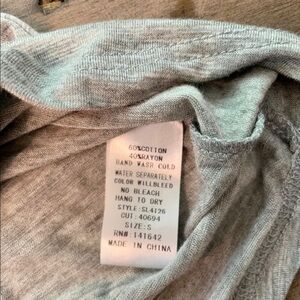 60%COTTON
40%RAYON
HAND WASH COLD
WATER SEPARATELY
COLOR WILLBLEED
NO BLEACH
HANG TO DRY
STYLE:SL4126
CUT:40694
SIZE:S
RN# 141642
MADE IN CHINA